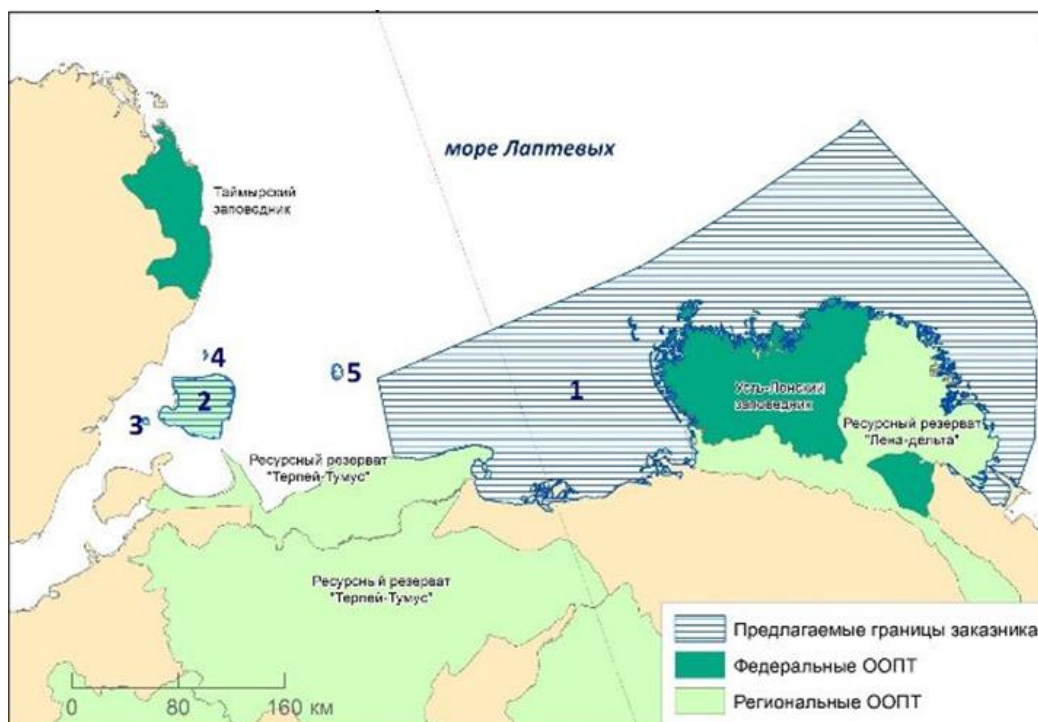 море Лаптевых
Таймырский
заповедник
4
5
2
1
3
Усть-Ленский
заповедник
Ресурсный резерват
"Лена-дельта"
Ресурсный резерват
"Терпей-Тумус"
Ресурсный резерват
"Терпей-Тумус"
Предлагаемые границы заказника
Федеральные ООПТ
Региональные ООПТ
0 80 160 км